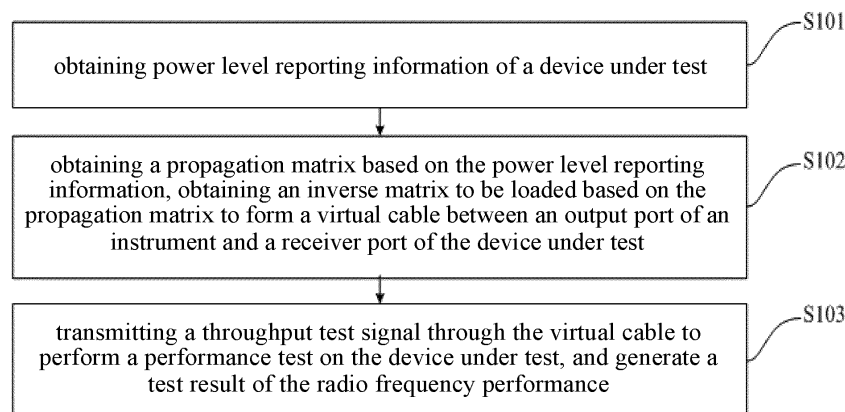 S101
obtaining power level reporting information of a device under test
S102
obtaining a propagation matrix based on the power level reporting
information, obtaining an inverse matrix to be loaded based on the
propagation matrix to form a virtual cable between an output port of an
instrument and a receiver port of the device under test
S103
transmitting a throughput test signal through the virtual cable to
perform a performance test on the device under test, and generate a
test result of the radio frequency performance